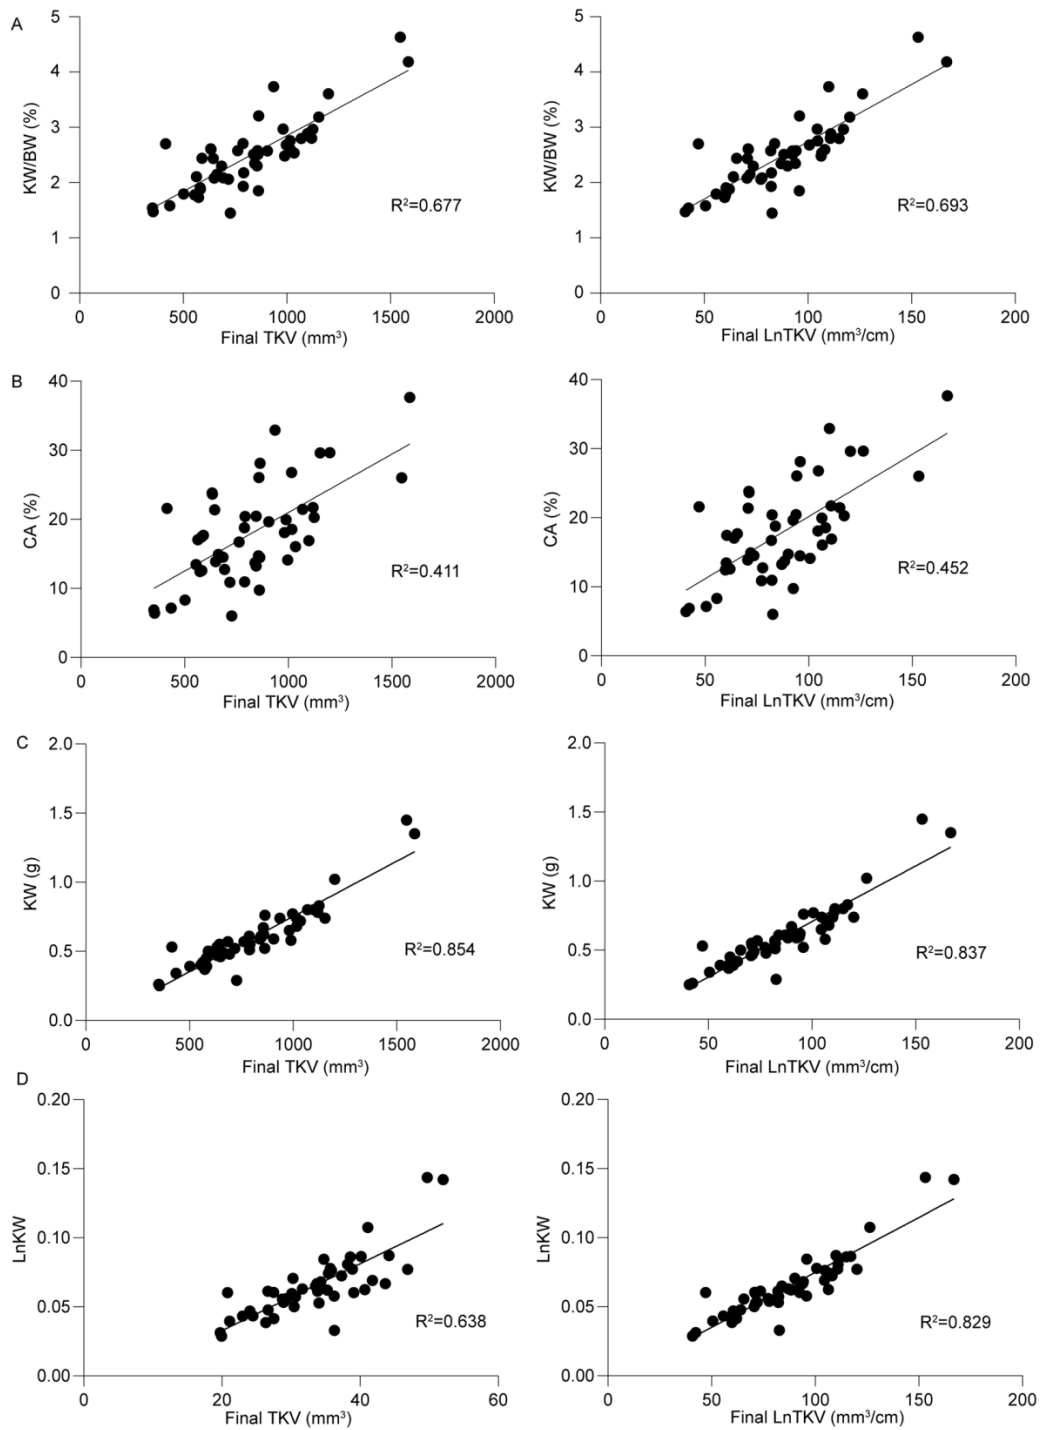 A
KW/BW (%)
5
4
3
2
1
0
0 500 1000 1500 2000
Final TKV (mm³)
R²=0.677
KW/BW (%)
5
4
3
2
1
0
0 50 100 150 200
Final LnTKV (mm³/cm)
R²=0.693
B
CA (%)
40
30
20
10
0
0 500 1000 1500 2000
Final TKV (mm³)
R²=0.411
CA (%)
40
30
20
10
0
0 50 100 150 200
Final LnTKV (mm³/cm)
R²=0.452
C
KW (g)
2.0
1.5
1.0
0.5
0.0
0 500 1000 1500 2000
Final TKV (mm³)
R²=0.854
KW (g)
2.0
1.5
1.0
0.5
0.0
0 50 100 150 200
Final LnTKV (mm³/cm)
R²=0.837
D
LnKW
0.20
0.15
0.10
0.05
0.00
0 20 40 60
Final TKV (mm³)
R²=0.638
LnKW
0.20
0.15
0.10
0.05
0.00
0 50 100 150 200
Final LnTKV (mm³/cm)
R²=0.829